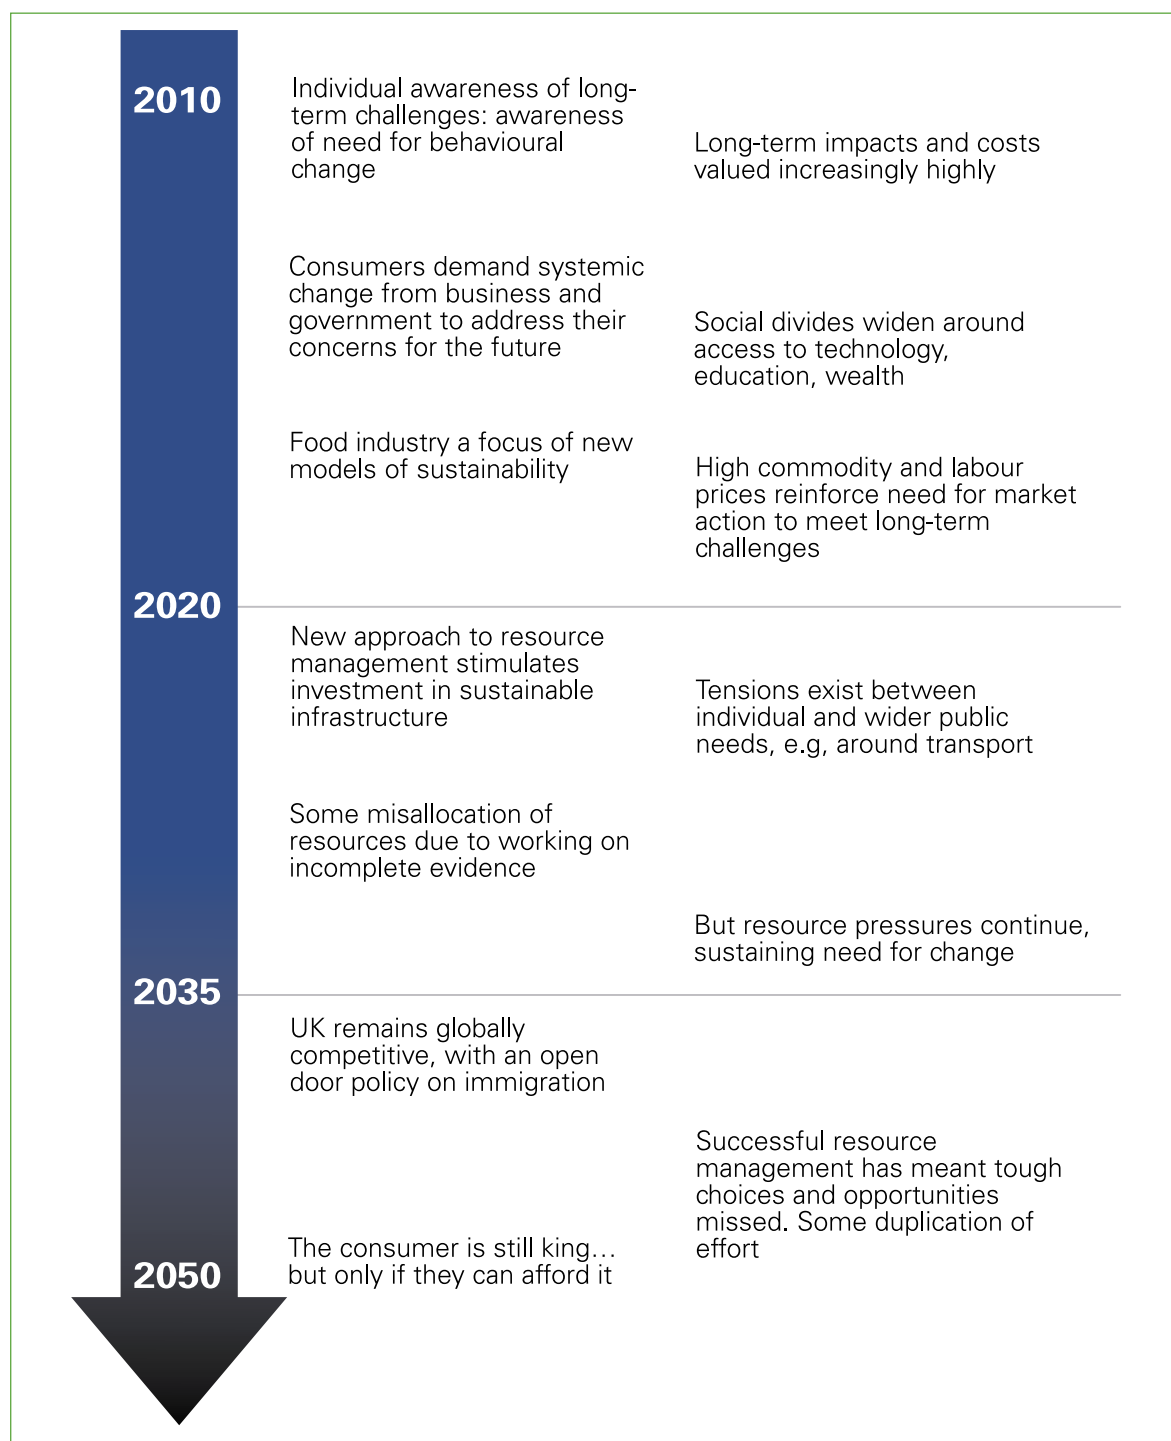 2010
Individual awareness of long-
term challenges: awareness
of need for behavioural
change
Long-term impacts and costs
valued increasingly highly
Consumers demand systemic
change from business and
government to address their
concerns for the future
Social divides widen around
access to technology,
education, wealth
Food industry a focus of new
models of sustainability
High commodity and labour
prices reinforce need for market
action to meet long-term
challenges
2020
New approach to resource
management stimulates
investment in sustainable
infrastructure
Tensions exist between
individual and wider public
needs, e.g, around transport
Some misallocation of
resources due to working on
incomplete evidence
But resource pressures continue,
sustaining need for change
2035
UK remains globally
competitive, with an open
door policy on immigration
Successful resource
management has meant tough
choices and opportunities
missed. Some duplication of
effort
2050
The consumer is still king…
but only if they can afford it